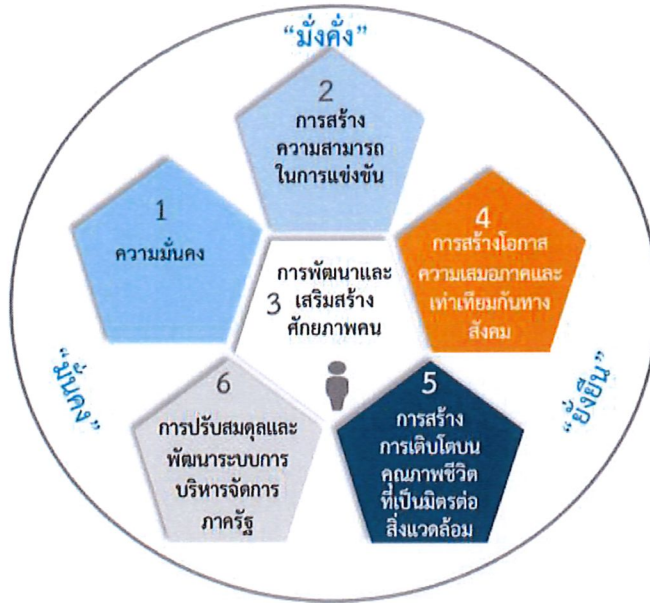 “มั่งคั่ง”
2
การสร้าง
ความสามารถ
ในการแข่งขัน
1
ความมั่นคง
4
การสร้างโอกาส
ความเสมอภาคและ
เท่าเทียมกันทาง
สังคม
3
การพัฒนาและ
เสริมสร้าง
ศักยภาพคน
“มั่นคง”
“ยั่งยืน”
6
การปรับสมดุลและ
พัฒนาระบบการ
บริหารจัดการ
ภาครัฐ
5
การสร้าง
การเติบโตบน
คุณภาพชีวิต
ที่เป็นมิตรต่อ
สิ่งแวดล้อม